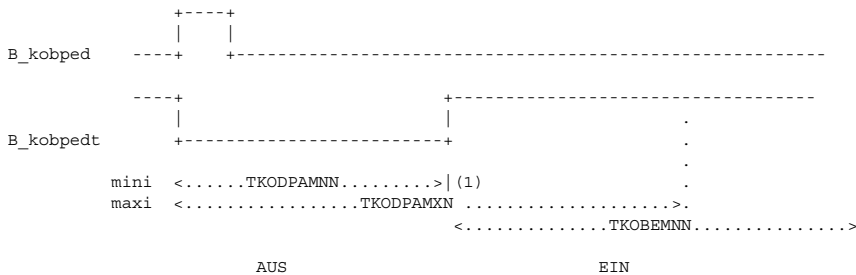 +----+
                    |    |
B_kobped    ----+    +---------------------------------------------------------
            ----+                         +-----------------------------------
                |                         |                      .
B_kobpedt       +-------------------------+                      .
                                                                 .
          mini  <......TKODPAMNN.........>|(1)                   .
          maxi  <.................TKODPAMXN ....................>.
                                           <..............TKOBEMNN...............>
                        AUS                              EIN